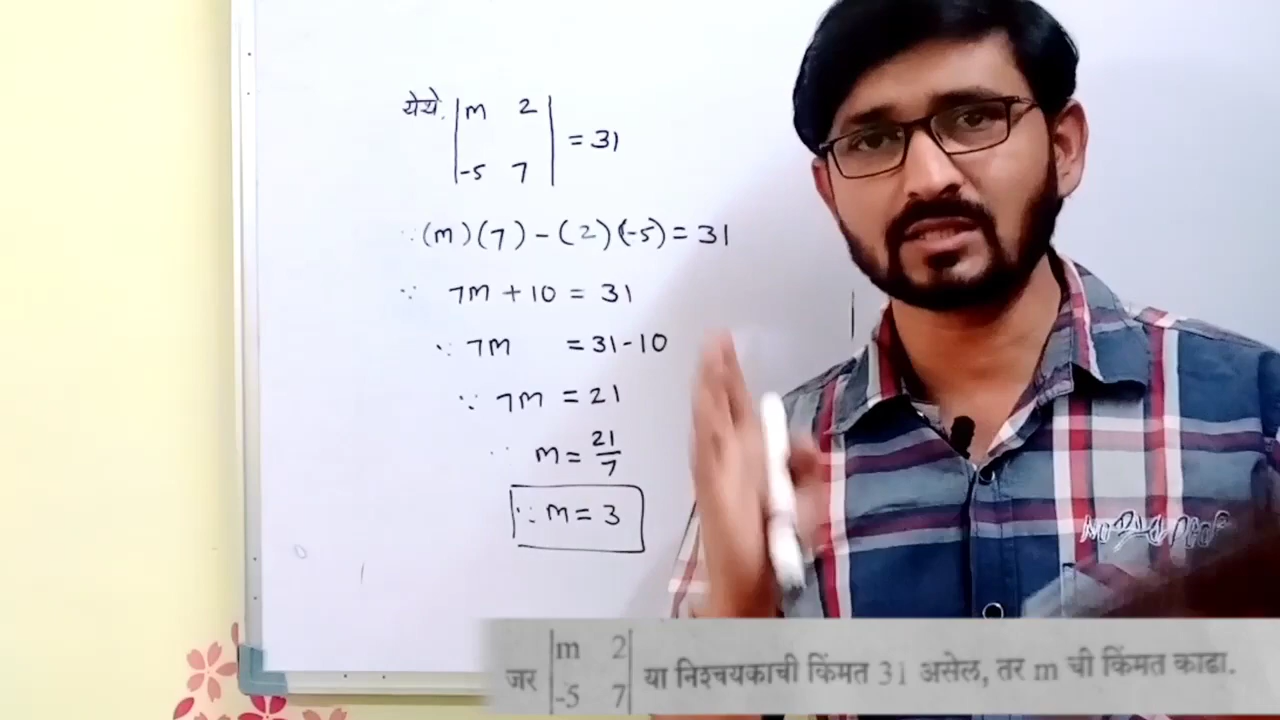 येथे, |m 2|
|-5 7| = 31
∵ (m)(7) - (2)(-5) = 31
∵ 7m + 10 = 31
∵ 7m = 31 - 10
∵ 7m = 21
∵ m = 21/7
∵ m = 3
जर |m 2|
|-5 7| या निश्चयकाची किंमत 31 असेल, तर m ची किंमत काढा.